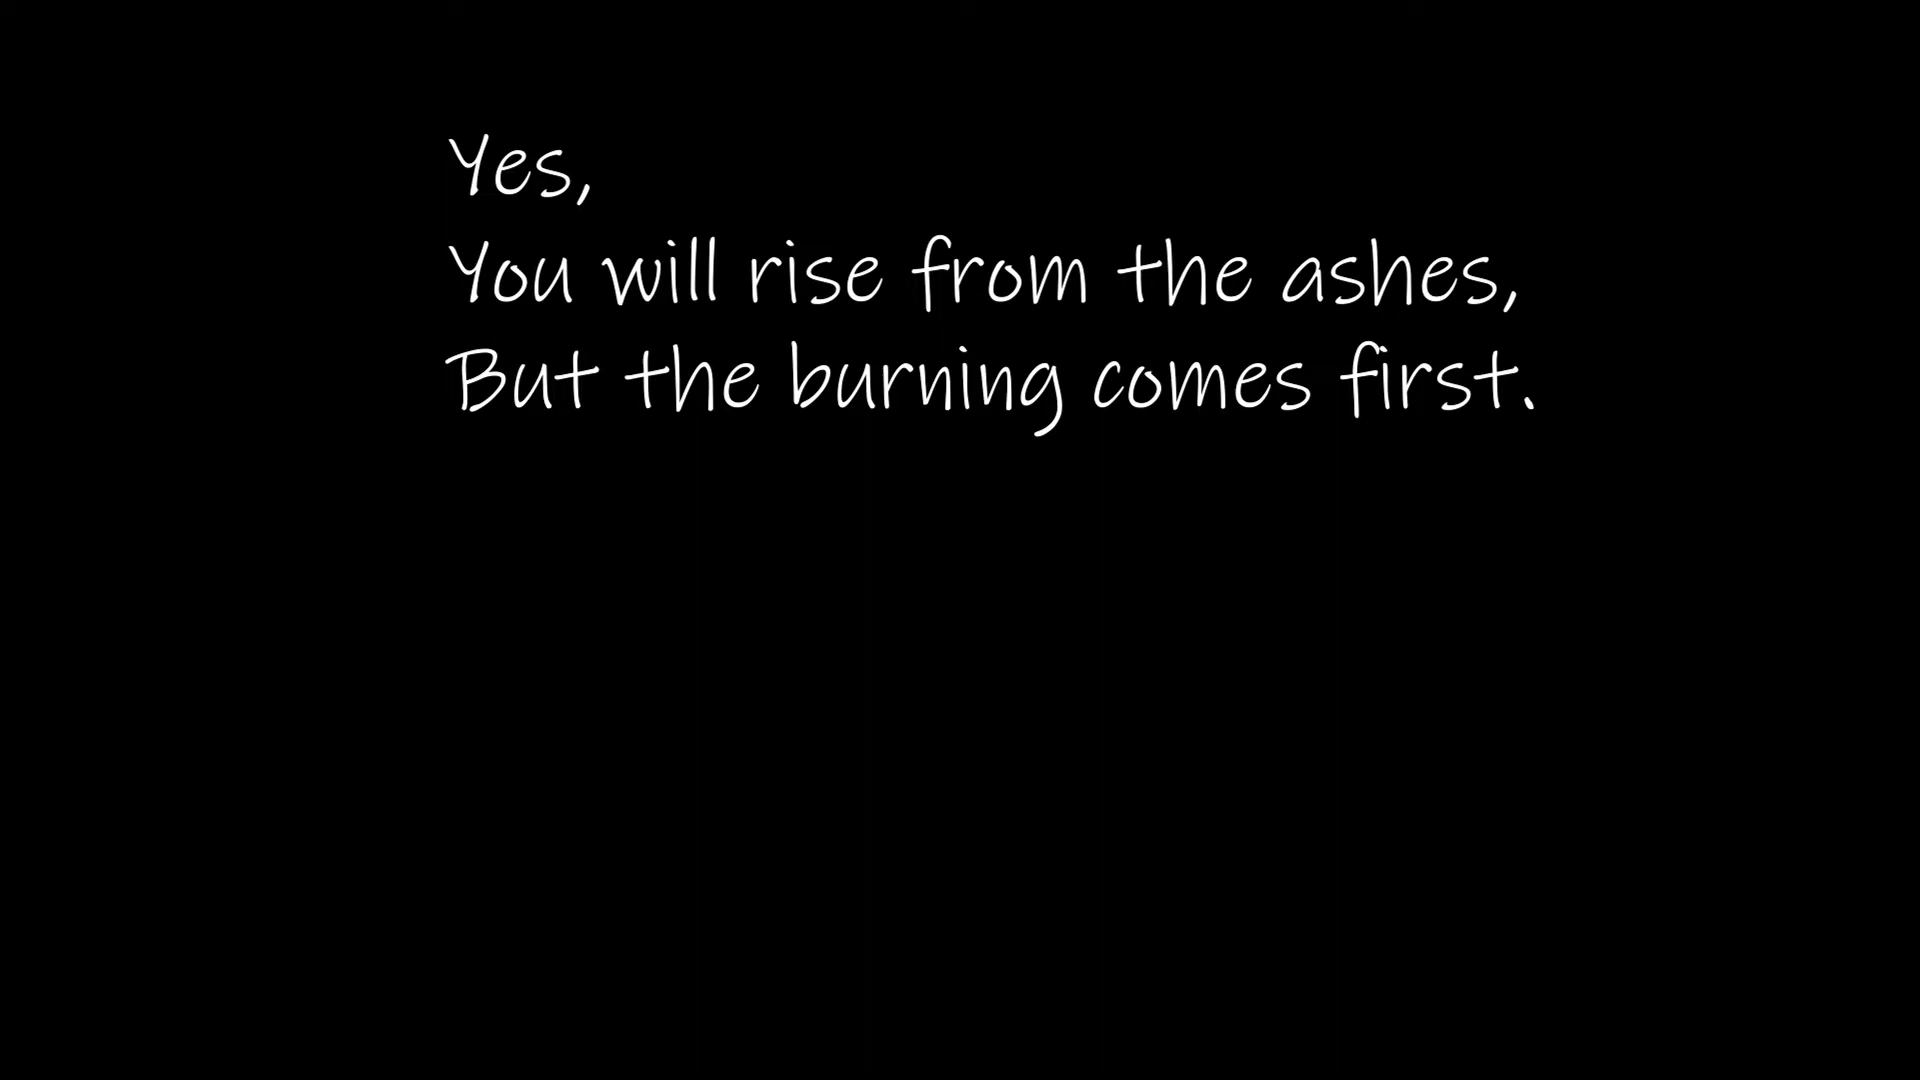 Yes,
You will rise from the ashes,
But the burning comes first.